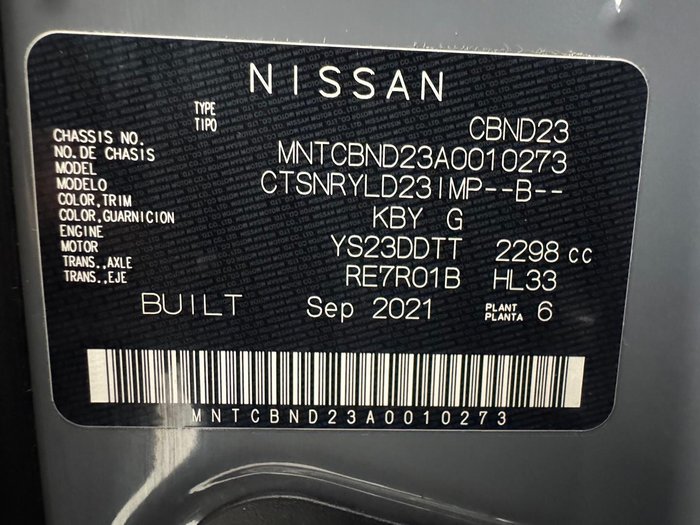 NISSAN
TYPE
TIPO CBND23
CHASSIS NO.
NO.DE CHASIS MNTCBND23A0010273
MODEL
MODELO CTSNRYLD23IMP--B--
COLOR,TRIM
COLOR,GUARNICION KBY G
ENGINE
MOTOR YS23DDTT 2298 cc
TRANS.,AXLE
TRANS.,EJE RE7R01B HL33
BUILT Sep 2021 PLANT
PLANTA 6
MNTCBND23A0010273